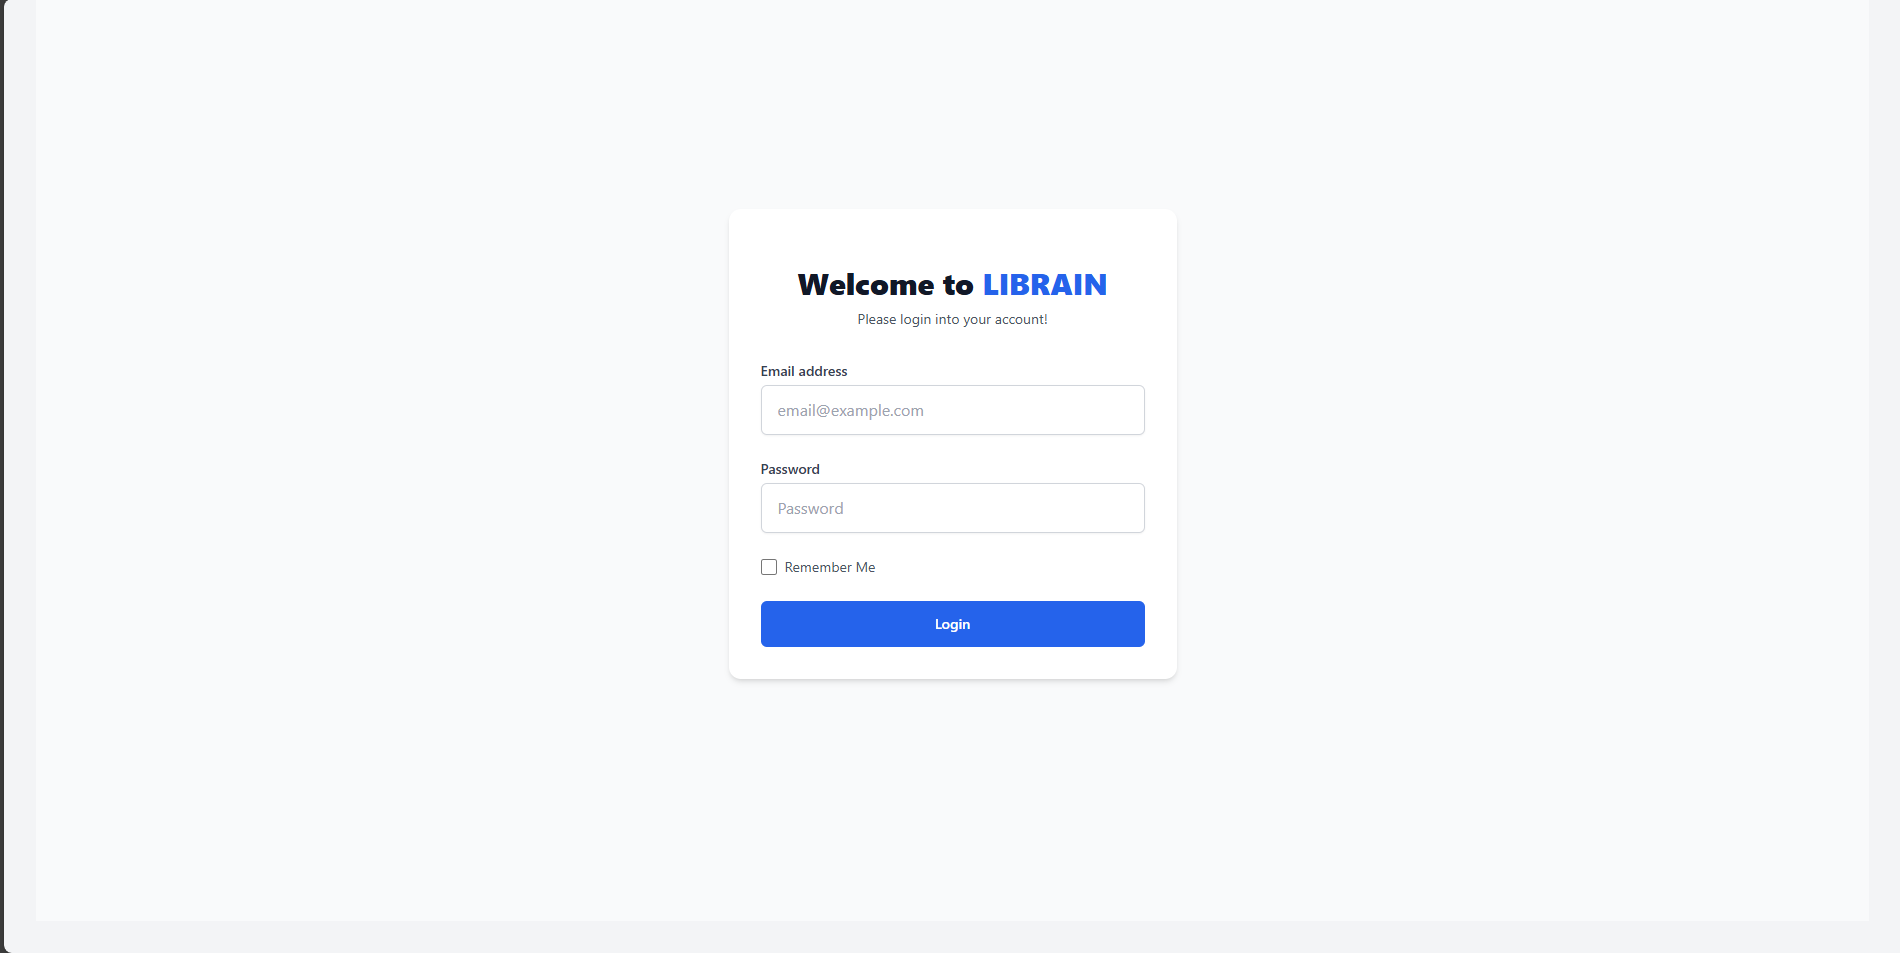 Welcome to LIBRAIN
Please login into your account!
Email address
email@example.com
Password
Password
Remember Me
Login